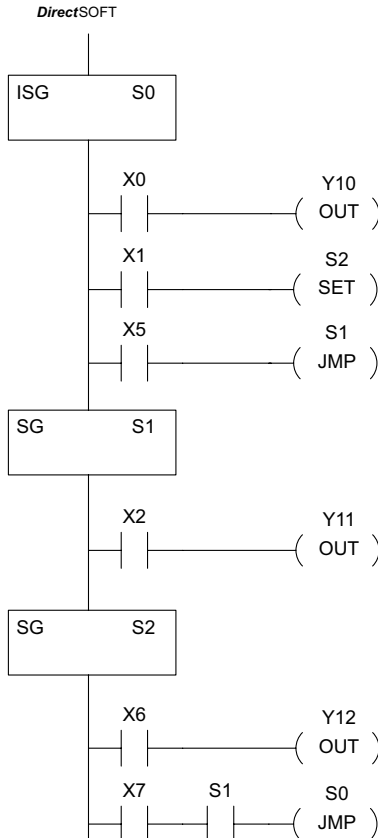 DirectSOFT
ISG S0
X0 Y10
OUT
X1 S2
SET
X5 S1
JMP
SG S1
X2 Y11
OUT
SG S2
X6 Y12
OUT
X7 S1 S0
JMP